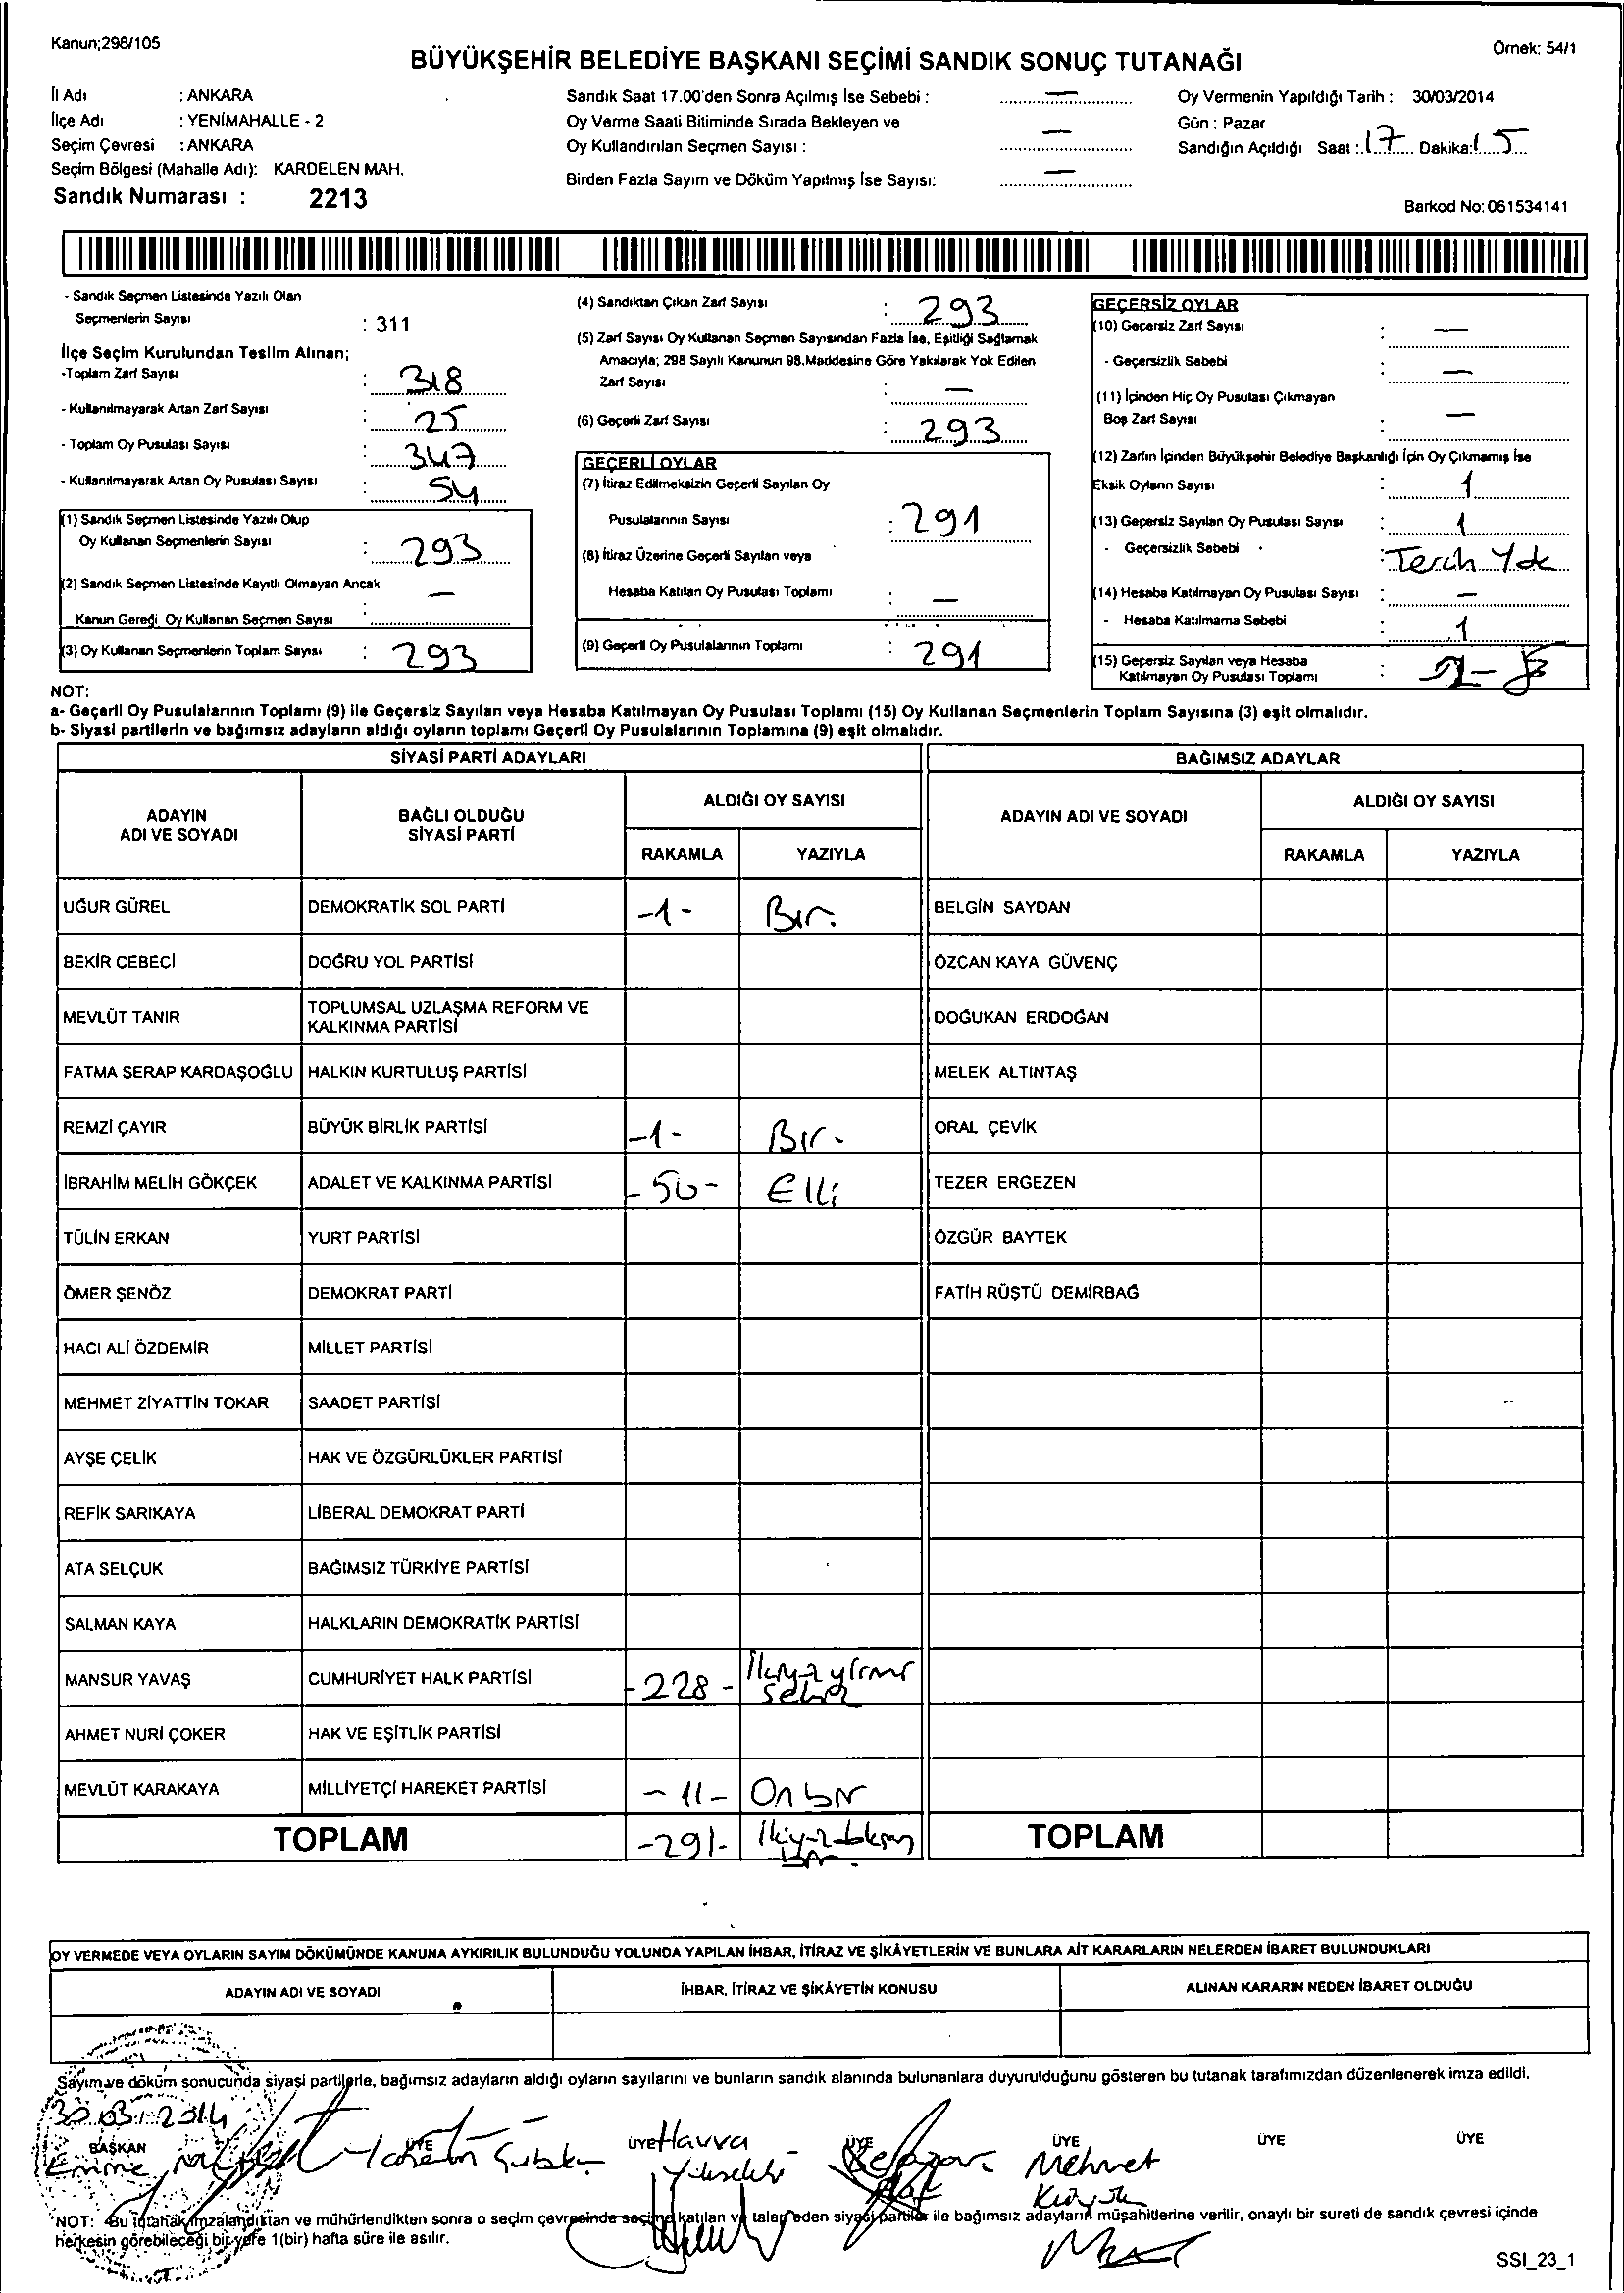 Kanun;298/105
Örnek: 54/1
BÜYÜKŞEHİR BELEDİYE BAŞKANI SEÇİMİ SANDIK SONUÇ TUTANAĞI
İl Adı : ANKARA
İlçe Adı : YENİMAHALLE - 2
Seçim Çevresi : ANKARA
Seçim Bölgesi (Mahalle Adı): KARDELEN MAH.
Sandık Numarası : 2213
Sandık Saat 17.00'den Sonra Açılmış İse Sebebi : —
Oy Verme Saati Bitiminde Sırada Bekleyen ve
Oy Kullandırılan Seçmen Sayısı : —
Birden Fazla Sayım ve Döküm Yapılmış İse Sayısı: —
Oy Vermenin Yapıldığı Tarih : 30/03/2014
Gün : Pazar
Sandığın Açıldığı Saat : 17 Dakika: 15
Barkod No: 061534141
- Sandık Seçmen Listesinde Yazılı Olan
Seçmenlerin Sayısı : 311
İlçe Seçim Kurulundan Teslim Alınan;
-Toplam Zarf Sayısı : 318
- Kullanılmayarak Artan Zarf Sayısı : 25
- Toplam Oy Pusulası Sayısı : 347
- Kullanılmayarak Artan Oy Pusulası Sayısı : 54
(1) Sandık Seçmen Listesinde Yazılı Olup
Oy Kullanan Seçmenlerin Sayısı : 293
(2) Sandık Seçmen Listesinde Kayıtlı Olmayan Ancak
Kanun Gereği Oy Kullanan Seçmen Sayısı : —
(3) Oy Kullanan Seçmenlerin Toplam Sayısı : 293
(4) Sandıktan Çıkan Zarf Sayısı : 293
(5) Zarf Sayısı Oy Kullanan Seçmen Sayısından Fazla İse, Eşitliği Sağlamak
Amacıyla; 298 Sayılı Kanunun 98.Maddesine Göre Yakılarak Yok Edilen
Zarf Sayısı : —
(6) Geçerli Zarf Sayısı : 293
GEÇERLİ OYLAR
(7) İtiraz Edilmeksizin Geçerli Sayılan Oy
Pusulalarının Sayısı : 291
(8) İtiraz Üzerine Geçerli Sayılan veya
Hesaba Katılan Oy Pusulası Toplamı : —
(9) Geçerli Oy Pusulalarının Toplamı : 291
GEÇERSİZ OYLAR
(10) Geçersiz Zarf Sayısı : —
- Geçersizlik Sebebi : —
(11) İçinden Hiç Oy Pusulası Çıkmayan
Boş Zarf Sayısı : —
(12) Zarfın İçinden Büyükşehir Belediye Başkanlığı İçin Oy Çıkmamış İse
Eksik Oyların Sayısı : 1
(13) Geçersiz Sayılan Oy Pusulası Sayısı : 1
- Geçersizlik Sebebi : Terch Yok
(14) Hesaba Katılmayan Oy Pusulası Sayısı : —
- Hesaba Katılmama Sebebi : 1
(15) Geçersiz Sayılan veya Hesaba
Katılmayan Oy Pusulası Toplamı :
NOT:
a- Geçerli Oy Pusulalarının Toplamı (9) ile Geçersiz Sayılan veya Hesaba Katılmayan Oy Pusulası Toplamı (15) Oy Kullanan Seçmenlerin Toplam Sayısına (3) eşit olmalıdır.
b- Siyasi partilerin ve bağımsız adayların aldığı oyların toplamı Geçerli Oy Pusulalarının Toplamına (9) eşit olmalıdır.
SİYASİ PARTİ ADAYLARI BAĞIMSIZ ADAYLAR
ADAYIN ADI VE SOYADI BAĞLI OLDUĞU SİYASİ PARTİ ALDIĞI OY SAYISI ADAYIN ADI VE SOYADI ALDIĞI OY SAYISI
RAKAMLA YAZIYLA RAKAMLA YAZIYLA
UĞUR GÜREL DEMOKRATİK SOL PARTİ -1- Bir. BELGİN SAYDAN
BEKİR CEBECİ DOĞRU YOL PARTİSİ ÖZCAN KAYA GÜVENÇ
MEVLÜT TANIR TOPLUMSAL UZLAŞMA REFORM VE KALKINMA PARTİSİ DOĞUKAN ERDOĞAN
FATMA SERAP KARDAŞOĞLU HALKIN KURTULUŞ PARTİSİ MELEK ALTINTAŞ
REMZİ ÇAYIR BÜYÜK BİRLİK PARTİSİ -1- Bir- ORAL ÇEVİK
İBRAHİM MELİH GÖKÇEK ADALET VE KALKINMA PARTİSİ -50- Elli TEZER ERGEZEN
TÜLİN ERKAN YURT PARTİSİ ÖZGÜR BAYTEK
ÖMER ŞENÖZ DEMOKRAT PARTİ FATİH RÜŞTÜ DEMİRBAĞ
HACI ALİ ÖZDEMİR MİLLET PARTİSİ
MEHMET ZİYATTİN TOKAR SAADET PARTİSİ
AYŞE ÇELİK HAK VE ÖZGÜRLÜKLER PARTİSİ
REFİK SARIKAYA LİBERAL DEMOKRAT PARTİ
ATA SELÇUK BAĞIMSIZ TÜRKİYE PARTİSİ
SALMAN KAYA HALKLARIN DEMOKRATİK PARTİSİ
MANSUR YAVAŞ CUMHURİYET HALK PARTİSİ -228- İkiyüz yirmi sekiz
AHMET NURİ ÇOKER HAK VE EŞİTLİK PARTİSİ
MEVLÜT KARAKAYA MİLLİYETÇİ HAREKET PARTİSİ -11- On bir
TOPLAM -291- TOPLAM
OY VERMEDE VEYA OYLARIN SAYIM DÖKÜMÜNDE KANUNA AYKIRILIK BULUNDUĞU YOLUNDA YAPILAN İHBAR, İTİRAZ VE ŞİKÂYETLERİN VE BUNLARA AİT KARARLARIN NELERDEN İBARET BULUNDUKLARI
ADAYIN ADI VE SOYADI İHBAR, İTİRAZ VE ŞİKÂYETİN KONUSU ALINAN KARARIN NEDEN İBARET OLDUĞU
Sayım ve döküm sonucunda siyasi partilerle, bağımsız adayların aldığı oyların sayılarını ve bunların sandık alanında bulunanlara duyurulduğunu gösteren bu tutanak tarafımızdan düzenlenerek imza edildi.
30.03.2014
BAŞKAN ÜYE ÜYE ÜYE ÜYE ÜYE ÜYE
Emine Havva Mehmet
NOT: Bu tutanak imzalandıktan ve mühürlendikten sonra o seçim çevresinde seçime katılan ve talep eden siyasi partiler ile bağımsız adayların müşahitlerine verilir, onaylı bir sureti de sandık çevresi içinde
herkesin görebileceği bir yere 1(bir) hafta süre ile asılır.
SSI_23_1